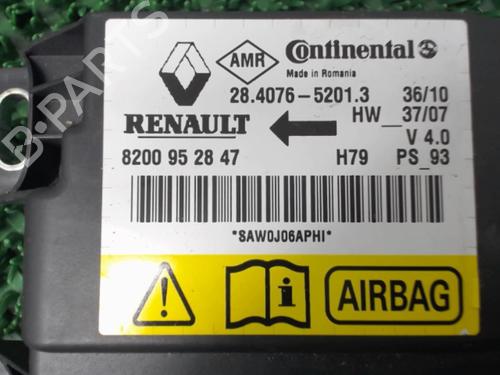 AMR Continental
Made in Romania
28.4076-5201.3 36/10
RENAULT HW__37/07
V 4.0
8200 95 28 47 H79 PS_93
*SAW0J06APHI*
AIRBAG
B-PARTS